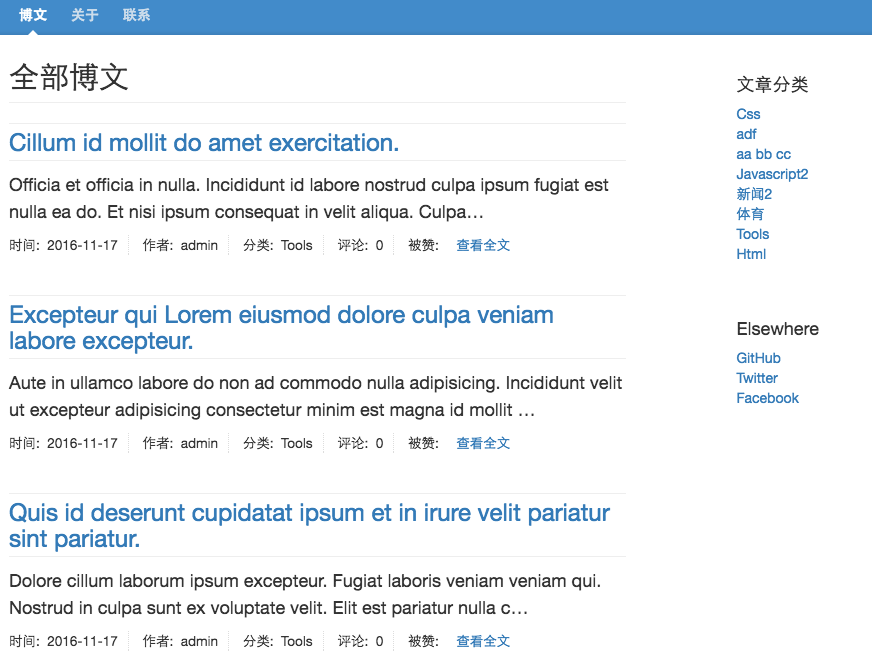 博文 关于 联系
全部博文
Cillum id mollit do amet exercitation.
Officia et officia in nulla. Incididunt id labore nostrud culpa ipsum fugiat est
nulla ea do. Et nisi ipsum consequat in velit aliqua. Culpa…
时间: 2016-11-17 作者: admin 分类: Tools 评论: 0 被赞: 查看全文
Excepteur qui Lorem eiusmod dolore culpa veniam
labore excepteur.
Aute in ullamco labore do non ad commodo nulla adipisicing. Incididunt velit
ut excepteur adipisicing consectetur minim est magna id mollit …
时间: 2016-11-17 作者: admin 分类: Tools 评论: 0 被赞: 查看全文
Quis id deserunt cupidatat ipsum et in irure velit pariatur
sint pariatur.
Dolore cillum laborum ipsum excepteur. Fugiat laboris veniam veniam qui.
Nostrud in culpa sunt ex voluptate velit. Elit est pariatur nulla c…
时间: 2016-11-17 作者: admin 分类: Tools 评论: 0 被赞: 查看全文
文章分类
Css
adf
aa bb cc
Javascript2
新闻2
体育
Tools
Html
Elsewhere
GitHub
Twitter
Facebook